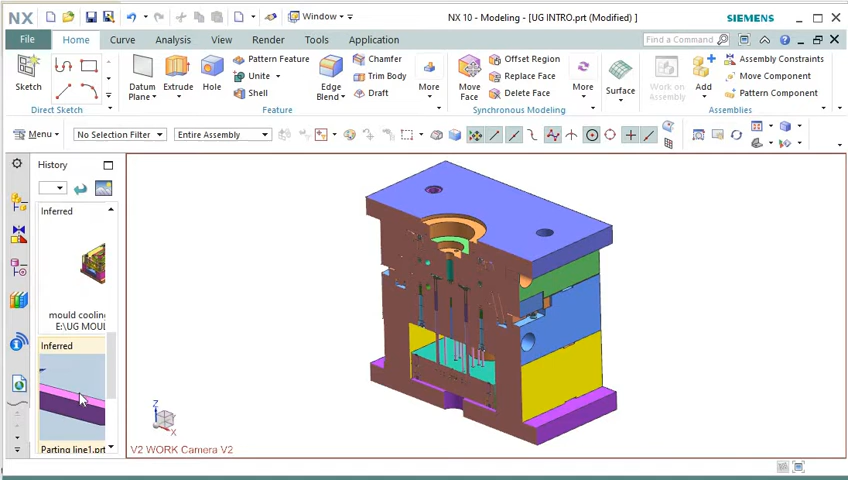 NX
Window
NX 10 - Modeling - [UG INTRO.prt (Modified) ]
SIEMENS
File
Home
Curve
Analysis
View
Render
Tools
Application
Find a Command
Sketch
Direct Sketch
Datum
Plane
Extrude
Hole
Pattern Feature
Unite
Shell
Edge
Blend
Chamfer
Trim Body
Draft
More
Feature
Move
Face
Offset Region
Replace Face
Delete Face
More
Synchronous Modeling
Surface
Work on
Assembly
Add
Assembly Constraints
Move Component
Pattern Component
Assemblies
Menu
No Selection Filter
Entire Assembly
History
Inferred
mould cooling
E:\UG MOUL
Inferred
Parting line1.prt
Z
X
V2 WORK Camera V2